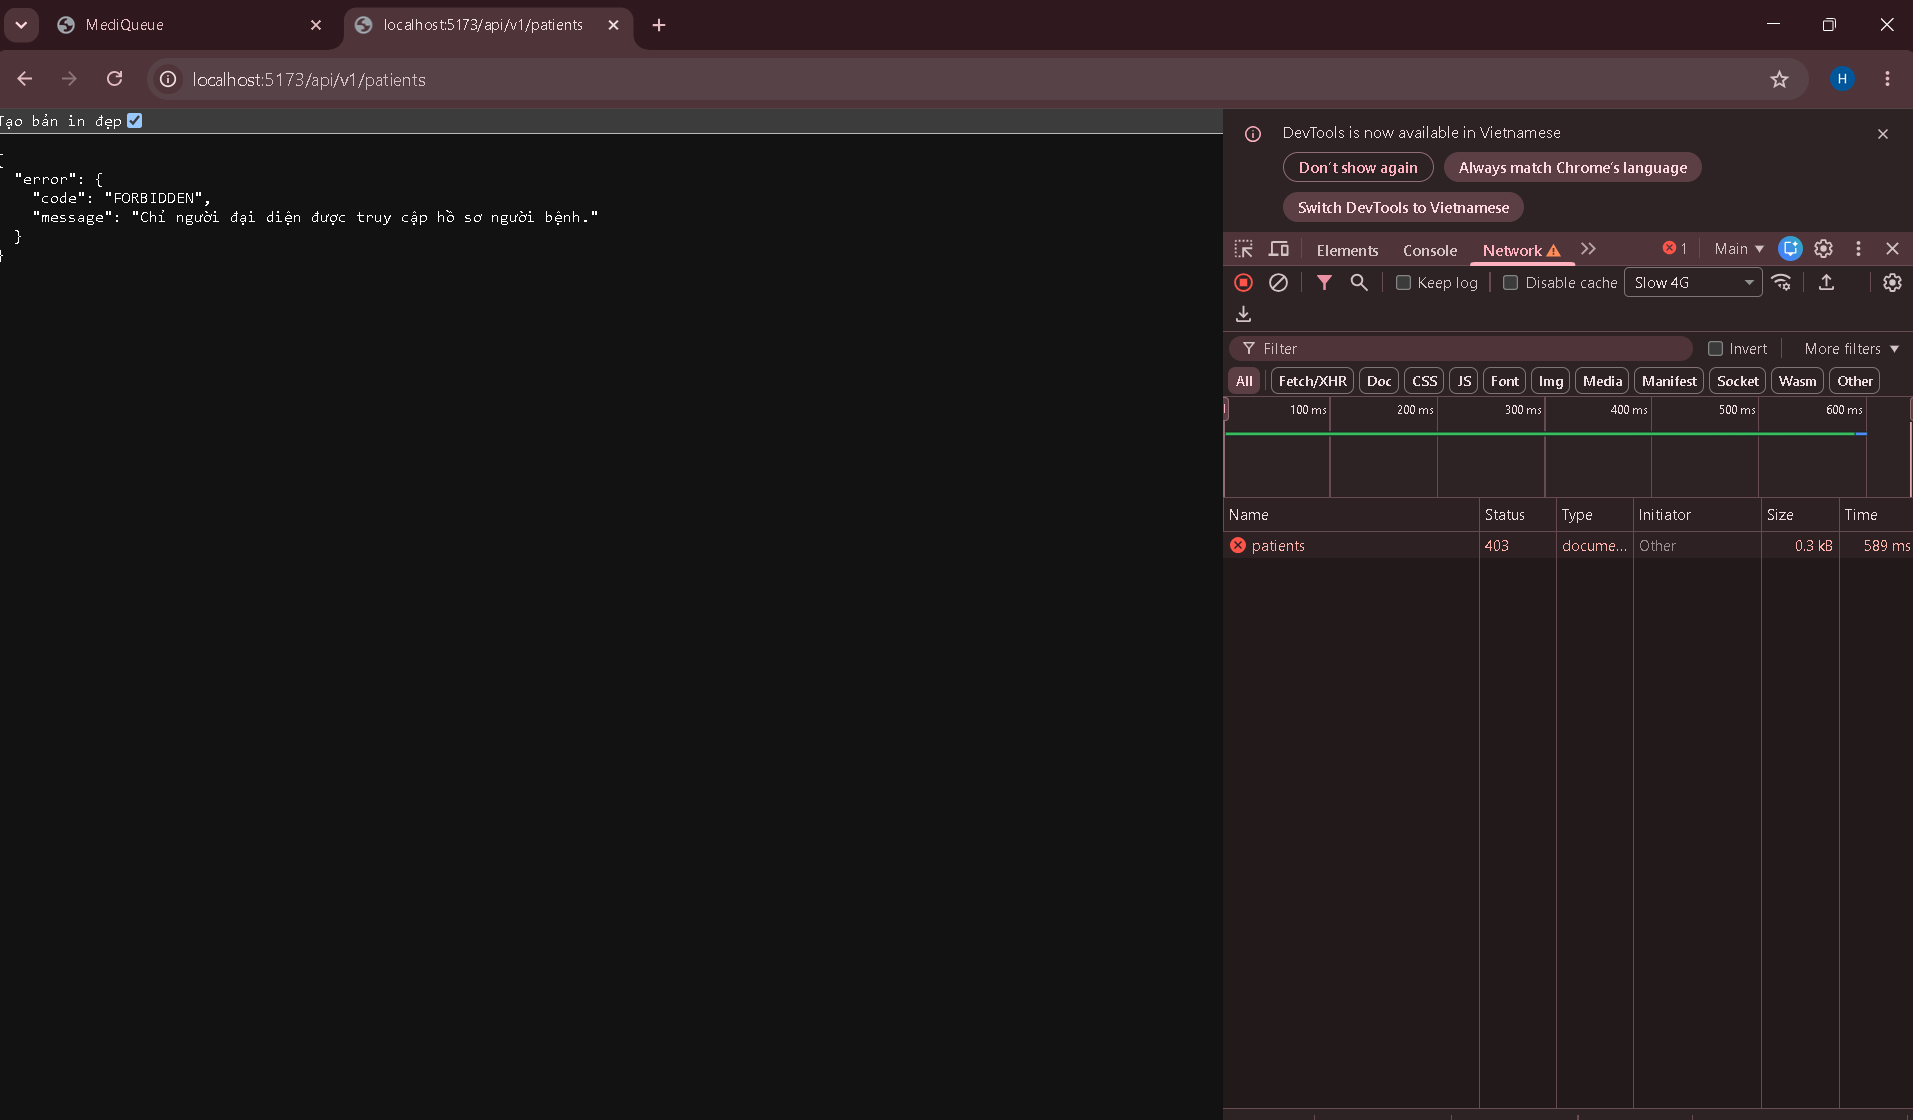 MediQueue
localhost:5173/api/v1/patients
localhost:5173/api/v1/patients
H
Tạo bản in đẹp
{
"error": {
"code": "FORBIDDEN",
"message": "Chỉ người đại diện được truy cập hồ sơ người bệnh."
}
}
DevTools is now available in Vietnamese
Don't show again
Always match Chrome's language
Switch DevTools to Vietnamese
Elements
Console
Network
1
Main
Keep log
Disable cache
Slow 4G
Filter
Invert
More filters
All
Fetch/XHR
Doc
CSS
JS
Font
Img
Media
Manifest
Socket
Wasm
Other
100 ms
200 ms
300 ms
400 ms
500 ms
600 ms
Name
Status
Type
Initiator
Size
Time
patients
403
docume...
Other
0.3 kB
589 ms